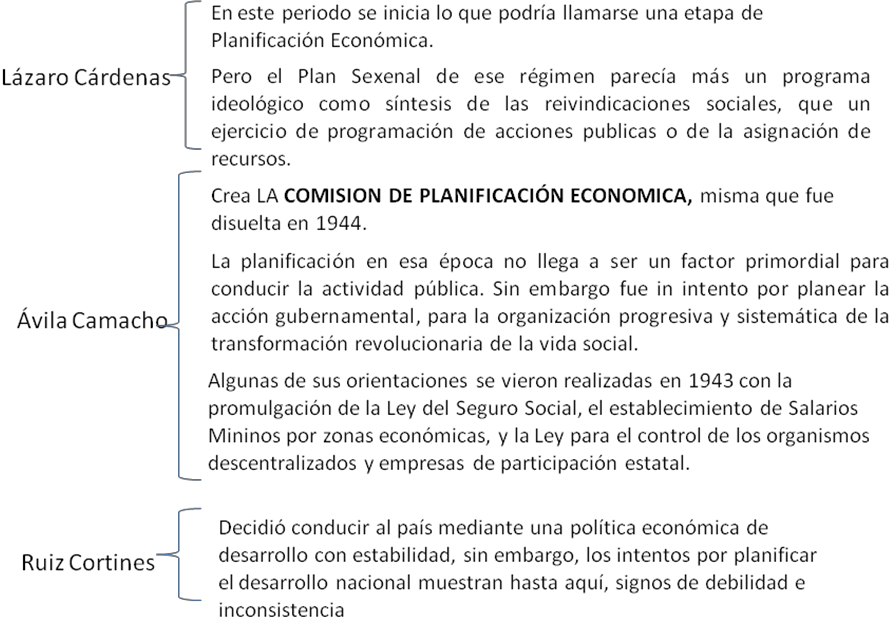 En este periodo se inicia lo que podría llamarse una etapa de
Planificación Económica.
Lázaro Cárdenas
Pero el Plan Sexenal de ese régimen parecía más un programa
ideológico como síntesis de las reivindicaciones sociales, que un
ejercicio de programación de acciones publicas o de la asignación de
recursos.
Crea LA COMISION DE PLANIFICACIÓN ECONOMICA, misma que fue
disuelta en 1944.
La planificación en esa época no llega a ser un factor primordial para
conducir la actividad pública. Sin embargo fue in intento por planear la
Ávila Camacho
acción gubernamental, para la organización progresiva y sistemática de la
transformación revolucionaria de la vida social.
Algunas de sus orientaciones se vieron realizadas en 1943 con la
promulgación de la Ley del Seguro Social, el establecimiento de Salarios
Mininos por zonas económicas, y la Ley para el control de los organismos
descentralizados y empresas de participación estatal.
Ruiz Cortines
Decidió conducir al país mediante una política económica de
desarrollo con estabilidad, sin embargo, los intentos por planificar
el desarrollo nacional muestran hasta aquí, signos de debilidad e
inconsistencia